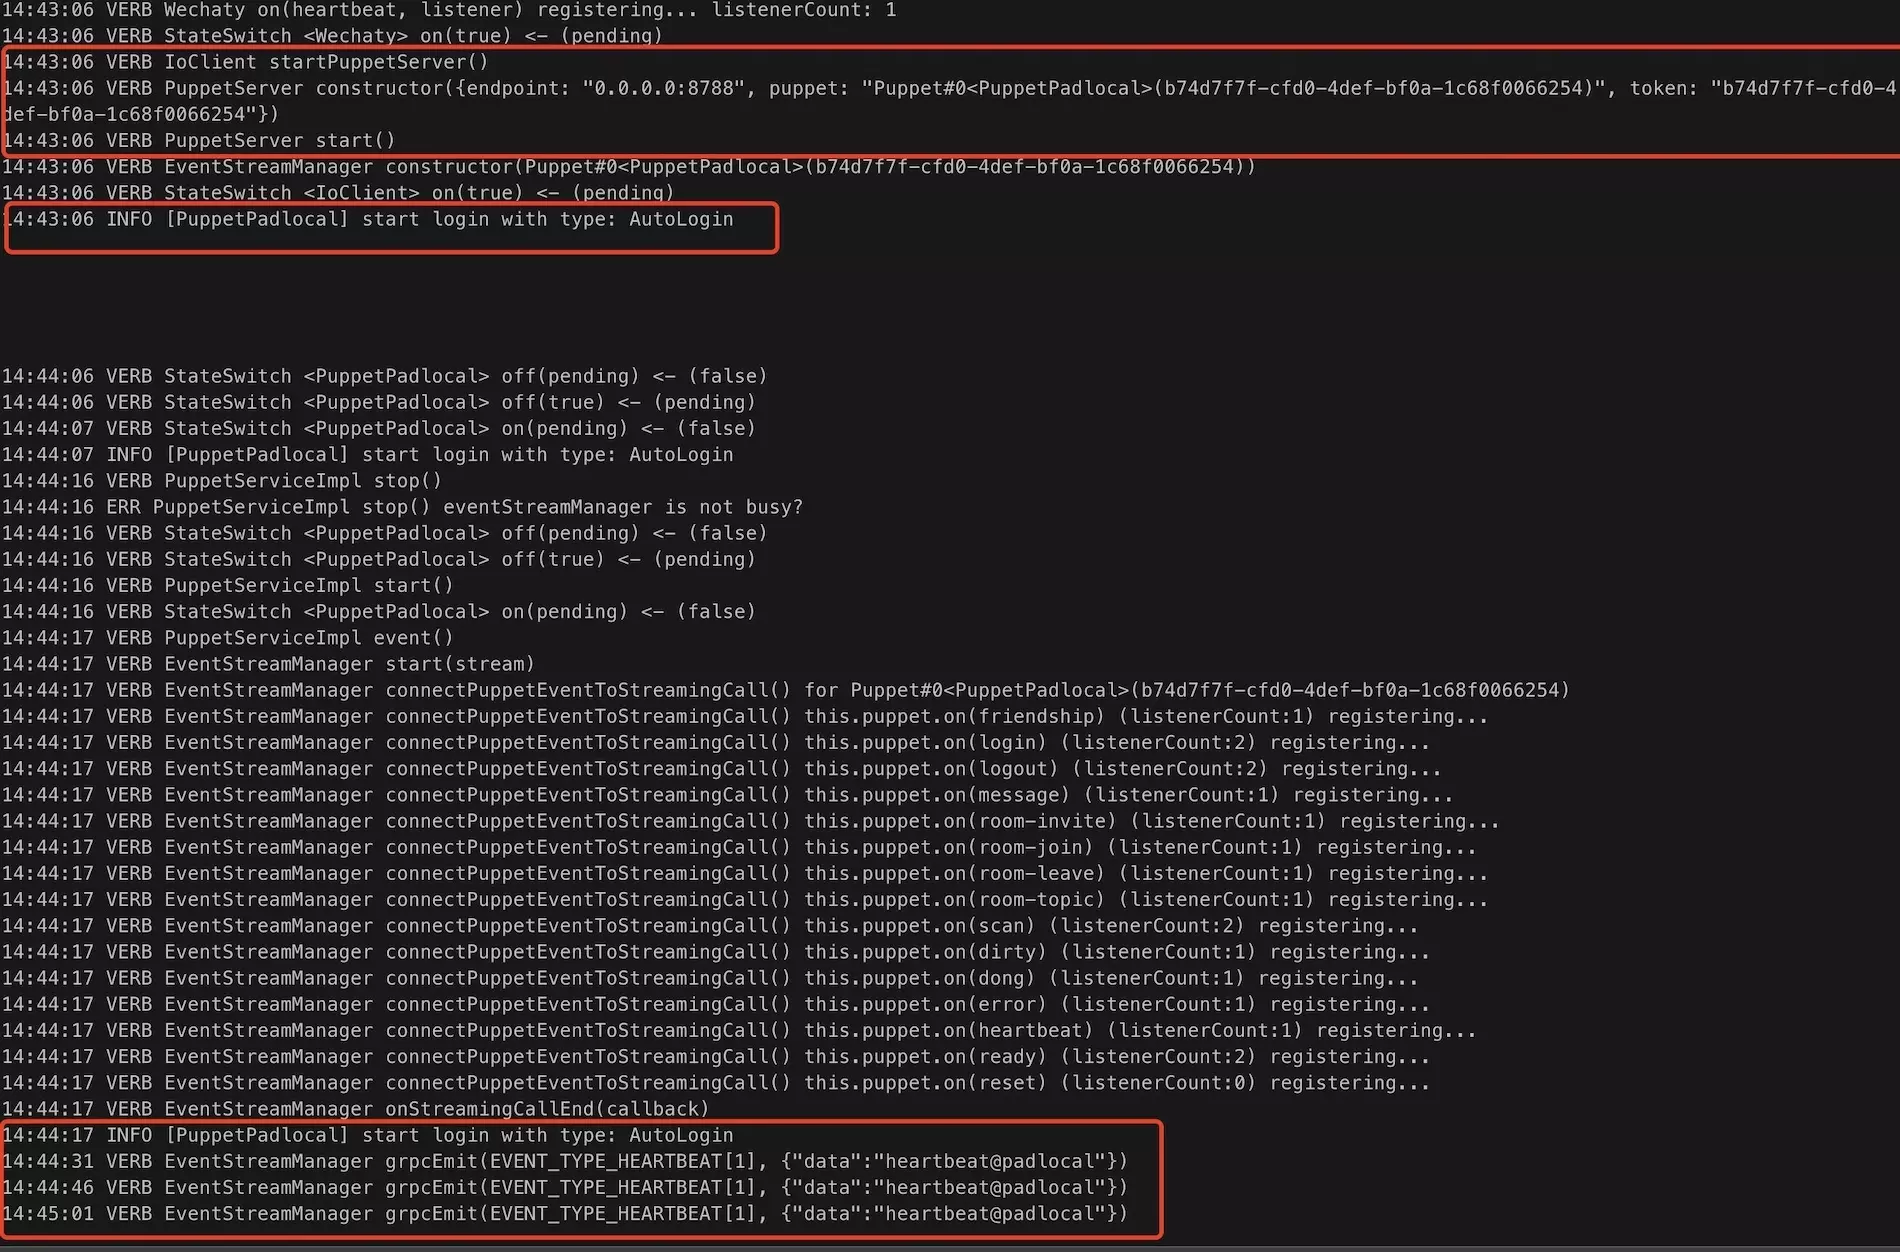 14:43:06 VERB Wechaty on(heartbeat, listener) registering... listenerCount: 1
14:43:06 VERB StateSwitch <Wechaty> on(true) <- (pending)
14:43:06 VERB IoClient startPuppetServer()
14:43:06 VERB PuppetServer constructor({endpoint: "0.0.0.0:8788", puppet: "Puppet#0<PuppetPadlocal>(b74d7f7f-cfd0-4def-bf0a-1c68f0066254)", token: "b74d7f7f-cfd0-4
def-bf0a-1c68f0066254"})
14:43:06 VERB PuppetServer start()
14:43:06 VERB EventStreamManager constructor(Puppet#0<PuppetPadlocal>(b74d7f7f-cfd0-4def-bf0a-1c68f0066254))
14:43:06 VERB StateSwitch <IoClient> on(true) <- (pending)
14:43:06 INFO [PuppetPadlocal] start login with type: AutoLogin
14:44:06 VERB StateSwitch <PuppetPadlocal> off(pending) <- (false)
14:44:06 VERB StateSwitch <PuppetPadlocal> off(true) <- (pending)
14:44:07 VERB StateSwitch <PuppetPadlocal> on(pending) <- (false)
14:44:07 INFO [PuppetPadlocal] start login with type: AutoLogin
14:44:16 VERB PuppetServiceImpl stop()
14:44:16 ERR PuppetServiceImpl stop() eventStreamManager is not busy?
14:44:16 VERB StateSwitch <PuppetPadlocal> off(pending) <- (false)
14:44:16 VERB StateSwitch <PuppetPadlocal> off(true) <- (pending)
14:44:16 VERB PuppetServiceImpl start()
14:44:16 VERB StateSwitch <PuppetPadlocal> on(pending) <- (false)
14:44:17 VERB PuppetServiceImpl event()
14:44:17 VERB EventStreamManager start(stream)
14:44:17 VERB EventStreamManager connectPuppetEventToStreamingCall() for Puppet#0<PuppetPadlocal>(b74d7f7f-cfd0-4def-bf0a-1c68f0066254)
14:44:17 VERB EventStreamManager connectPuppetEventToStreamingCall() this.puppet.on(friendship) (listenerCount:1) registering...
14:44:17 VERB EventStreamManager connectPuppetEventToStreamingCall() this.puppet.on(login) (listenerCount:2) registering...
14:44:17 VERB EventStreamManager connectPuppetEventToStreamingCall() this.puppet.on(logout) (listenerCount:2) registering...
14:44:17 VERB EventStreamManager connectPuppetEventToStreamingCall() this.puppet.on(message) (listenerCount:1) registering...
14:44:17 VERB EventStreamManager connectPuppetEventToStreamingCall() this.puppet.on(room-invite) (listenerCount:1) registering...
14:44:17 VERB EventStreamManager connectPuppetEventToStreamingCall() this.puppet.on(room-join) (listenerCount:1) registering...
14:44:17 VERB EventStreamManager connectPuppetEventToStreamingCall() this.puppet.on(room-leave) (listenerCount:1) registering...
14:44:17 VERB EventStreamManager connectPuppetEventToStreamingCall() this.puppet.on(room-topic) (listenerCount:1) registering...
14:44:17 VERB EventStreamManager connectPuppetEventToStreamingCall() this.puppet.on(scan) (listenerCount:2) registering...
14:44:17 VERB EventStreamManager connectPuppetEventToStreamingCall() this.puppet.on(dirty) (listenerCount:1) registering...
14:44:17 VERB EventStreamManager connectPuppetEventToStreamingCall() this.puppet.on(dong) (listenerCount:1) registering...
14:44:17 VERB EventStreamManager connectPuppetEventToStreamingCall() this.puppet.on(error) (listenerCount:1) registering...
14:44:17 VERB EventStreamManager connectPuppetEventToStreamingCall() this.puppet.on(heartbeat) (listenerCount:1) registering...
14:44:17 VERB EventStreamManager connectPuppetEventToStreamingCall() this.puppet.on(ready) (listenerCount:2) registering...
14:44:17 VERB EventStreamManager connectPuppetEventToStreamingCall() this.puppet.on(reset) (listenerCount:0) registering...
14:44:17 VERB EventStreamManager onStreamingCallEnd(callback)
14:44:17 INFO [PuppetPadlocal] start login with type: AutoLogin
14:44:31 VERB EventStreamManager grpcEmit(EVENT_TYPE_HEARTBEAT[1], {"data":"heartbeat@padlocal"})
14:44:46 VERB EventStreamManager grpcEmit(EVENT_TYPE_HEARTBEAT[1], {"data":"heartbeat@padlocal"})
14:45:01 VERB EventStreamManager grpcEmit(EVENT_TYPE_HEARTBEAT[1], {"data":"heartbeat@padlocal"})